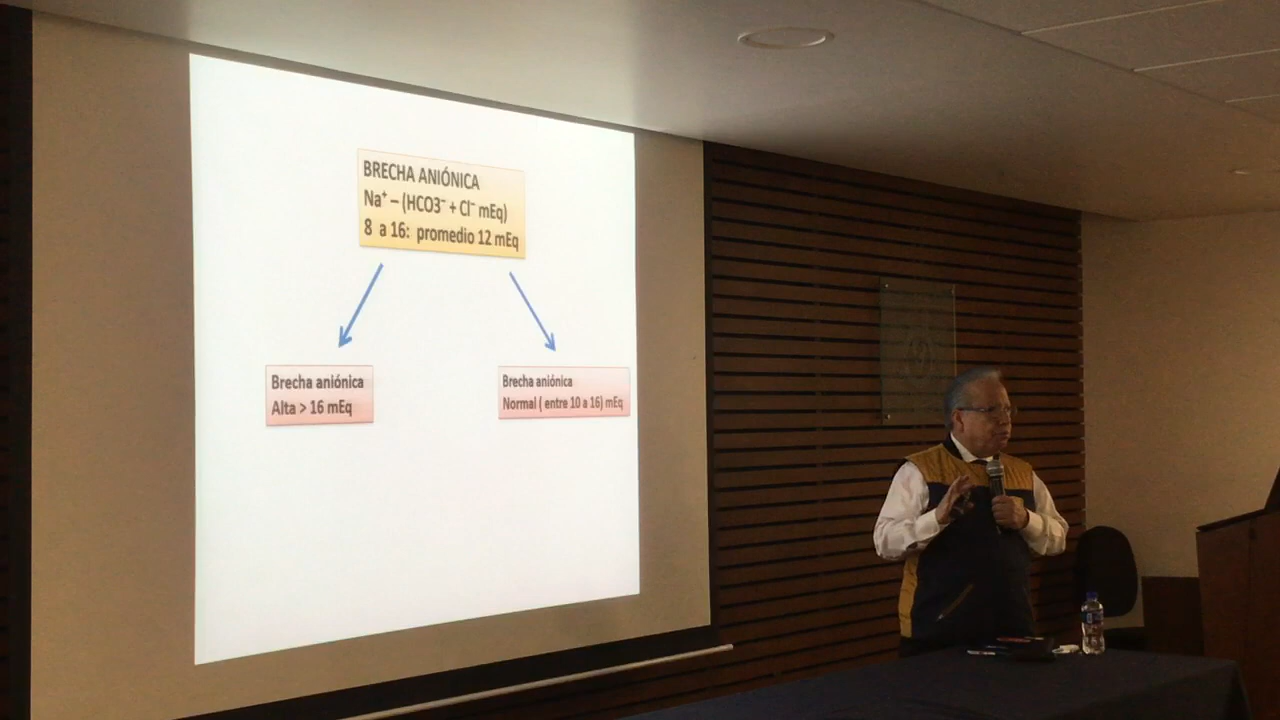 BRECHA ANIÓNICA
Na⁺ – (HCO3⁻ + Cl⁻ mEq)
8 a 16: promedio 12 mEq
Brecha aniónica
Alta > 16 mEq
Brecha aniónica
Normal ( entre 10 a 16) mEq